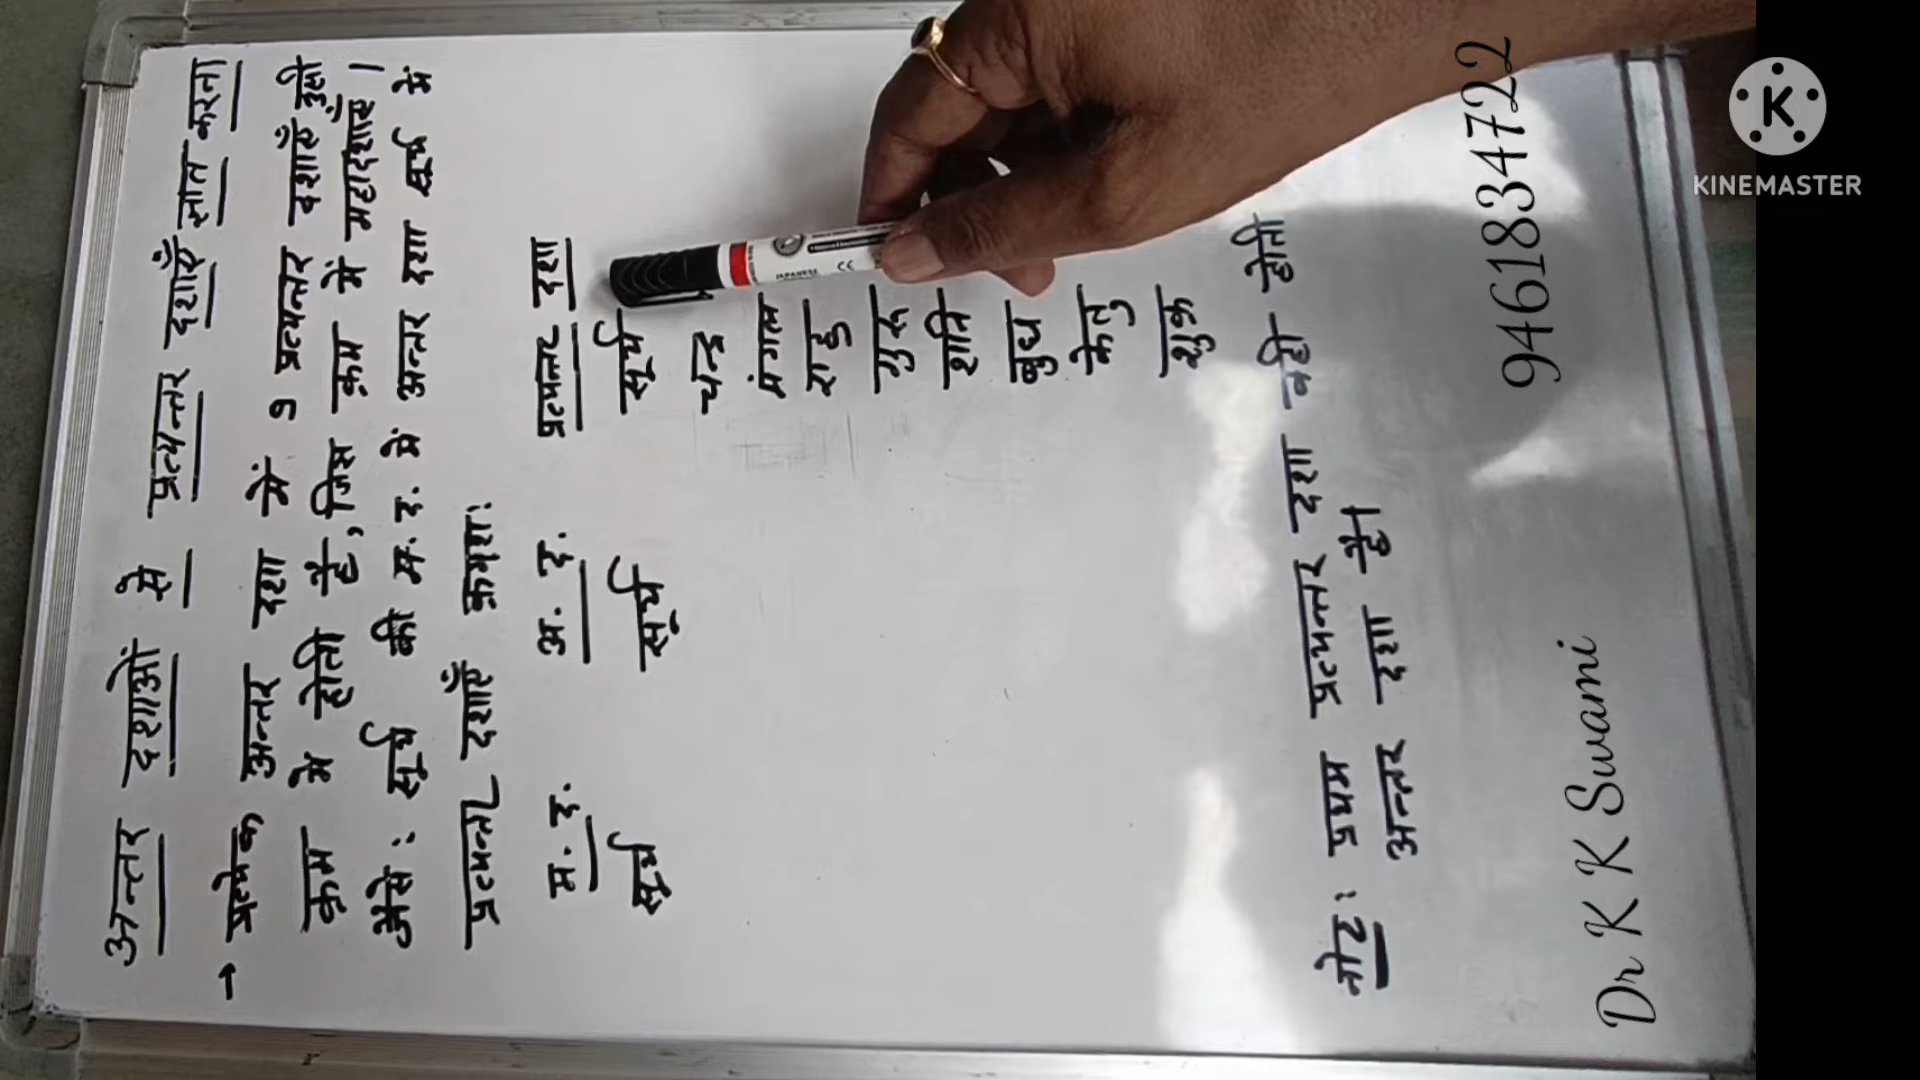 अन्तर दशाओं से प्रत्यन्तर दशाएँ ज्ञात करना
→ प्रत्येक अन्तर दशा में 9 प्रत्यन्तर दशाएँ उसी
क्रम में होती है, जिस क्रम में महादशाएँ।
जैसे : सूर्य की म. द. में अन्तर दशा सूर्य में
प्रत्यन्तर दशाएँ क्रमशः
म. द. अ. द. प्रत्यन्तर दशा
सूर्य सूर्य सूर्य
चन्द्र
मंगल
राहु
गुरू
शनि
बुध
केतु
शुक्र
नोट : प्रथम प्रत्यन्तर दशा वही होती
अन्तर दशा है।
Dr K K Swami 9461834722
KINEMASTER